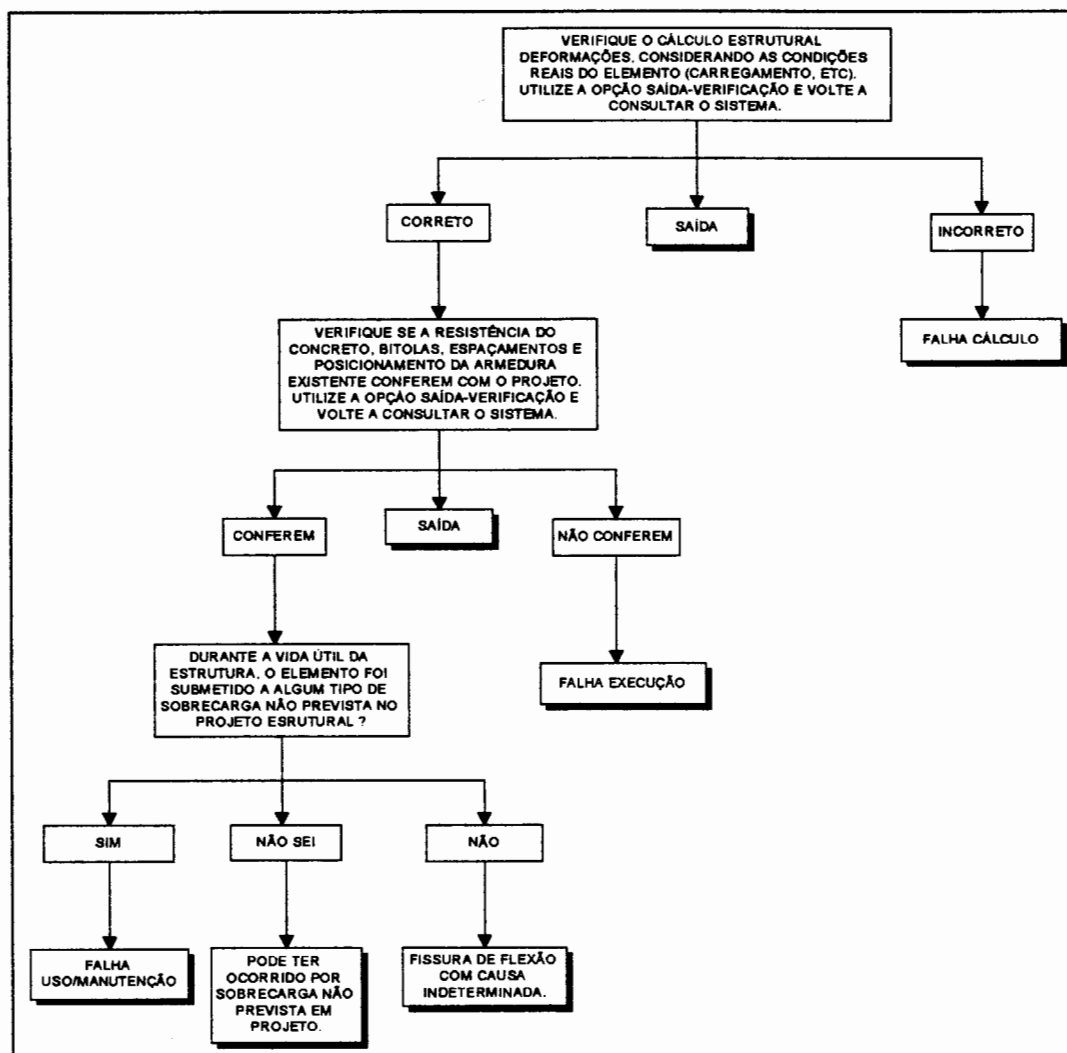 VERIFIQUE O CÁLCULO ESTRUTURAL
DEFORMAÇÕES, CONSIDERANDO AS CONDIÇÕES
REAIS DO ELEMENTO (CARREGAMENTO, ETC).
UTILIZE A OPÇÃO SAÍDA-VERIFICAÇÃO E VOLTE A
CONSULTAR O SISTEMA.
CORRETO
SAÍDA
INCORRETO
VERIFIQUE SE A RESISTÊNCIA DO
CONCRETO, BITOLAS, ESPAÇAMENTOS E
POSICIONAMENTO DA ARMEDURA
EXISTENTE CONFEREM COM O PROJETO.
UTILIZE A OPÇÃO SAÍDA-VERIFICAÇÃO E
VOLTE A CONSULTAR O SISTEMA.
FALHA CÁLCULO
CONFEREM
SAÍDA
NÃO CONFEREM
DURANTE A VIDA ÚTIL DA
ESTRUTURA, O ELEMENTO FOI
SUBMETIDO A ALGUM TIPO DE
SOBRECARGA NÃO PREVISTA NO
PROJETO ESRUTURAL ?
FALHA EXECUÇÃO
SIM
NÃO SEI
NÃO
FALHA
USO/MANUTENÇÃO
PODE TER
OCORRIDO POR
SOBRECARGA NÃO
PREVISTA EM
PROJETO.
FISSURA DE FLEXÃO
COM CAUSA
INDETERMINADA.